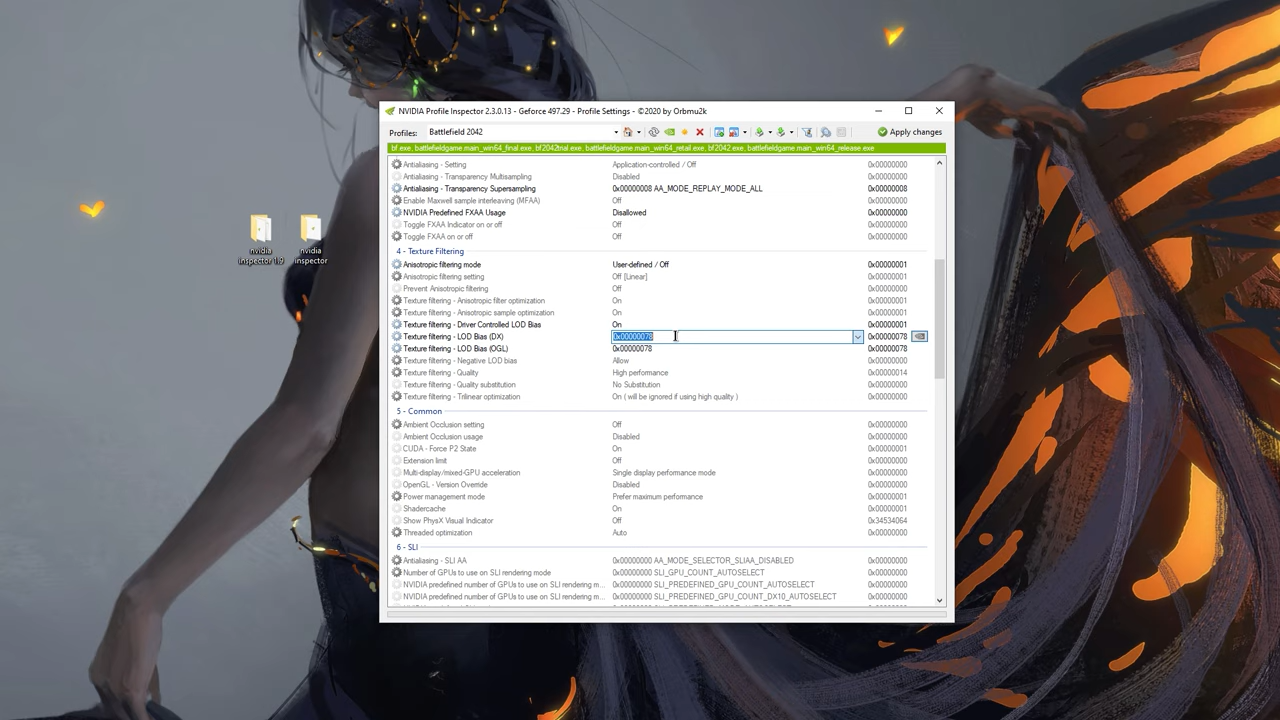 NVIDIA Profile Inspector 2.3.0.13 - Geforce 497.29 - Profile Settings - ©2020 by Orbmu2k
Profiles: Battlefield 2042 Apply changes
bf.exe, battlefieldgame.main_win64_final.exe, bf2042trial.exe, battlefieldgame.main_win64_retail.exe, bf2042.exe, battlefieldgame.main_win64_release.exe
Antialiasing - Setting Application-controlled / Off 0x00000000
Antialiasing - Transparency Multisampling Disabled 0x00000000
Antialiasing - Transparency Supersampling 0x00000008 AA_MODE_REPLAY_MODE_ALL 0x00000008
Enable Maxwell sample interleaving (MFAA) Off 0x00000000
NVIDIA Predefined FXAA Usage Disallowed 0x00000000
Toggle FXAA Indicator on or off Off 0x00000000
Toggle FXAA on or off Off 0x00000000
nvidia inspector 1.9
nvidia inspector
4 - Texture Filtering
Anisotropic filtering mode User-defined / Off 0x00000001
Anisotropic filtering setting Off [Linear] 0x00000001
Prevent Anisotropic filtering Off 0x00000000
Texture filtering - Anisotropic filter optimization On 0x00000001
Texture filtering - Anisotropic sample optimization On 0x00000001
Texture filtering - Driver Controlled LOD Bias On 0x00000001
Texture filtering - LOD Bias (DX) 0x00000078 0x00000078
Texture filtering - LOD Bias (OGL) 0x00000078 0x00000078
Texture filtering - Negative LOD bias Allow 0x00000000
Texture filtering - Quality High performance 0x00000014
Texture filtering - Quality substitution No Substitution 0x00000000
Texture filtering - Trilinear optimization On ( will be ignored if using high quality ) 0x00000000
5 - Common
Ambient Occlusion setting Off 0x00000000
Ambient Occlusion usage Disabled 0x00000000
CUDA - Force P2 State On 0x00000001
Extension limit Off 0x00000000
Multi-display/mixed-GPU acceleration Single display performance mode 0x00000000
OpenGL - Version Override Disabled 0x00000000
Power management mode Prefer maximum performance 0x00000001
Shadercache On 0x00000001
Show PhysX Visual Indicator Off 0x34534064
Threaded optimization Auto 0x00000000
6 - SLI
Antialiasing - SLI AA 0x00000000 AA_MODE_SELECTOR_SLIAA_DISABLED 0x00000000
Number of GPUs to use on SLI rendering mode 0x00000000 SLI_GPU_COUNT_AUTOSELECT 0x00000000
NVIDIA predefined number of GPUs to use on SLI rendering m... 0x00000000 SLI_PREDEFINED_GPU_COUNT_AUTOSELECT 0x00000000
NVIDIA predefined number of GPUs to use on SLI rendering m... 0x00000000 SLI_PREDEFINED_GPU_COUNT_DX10_AUTOSELECT 0x00000000